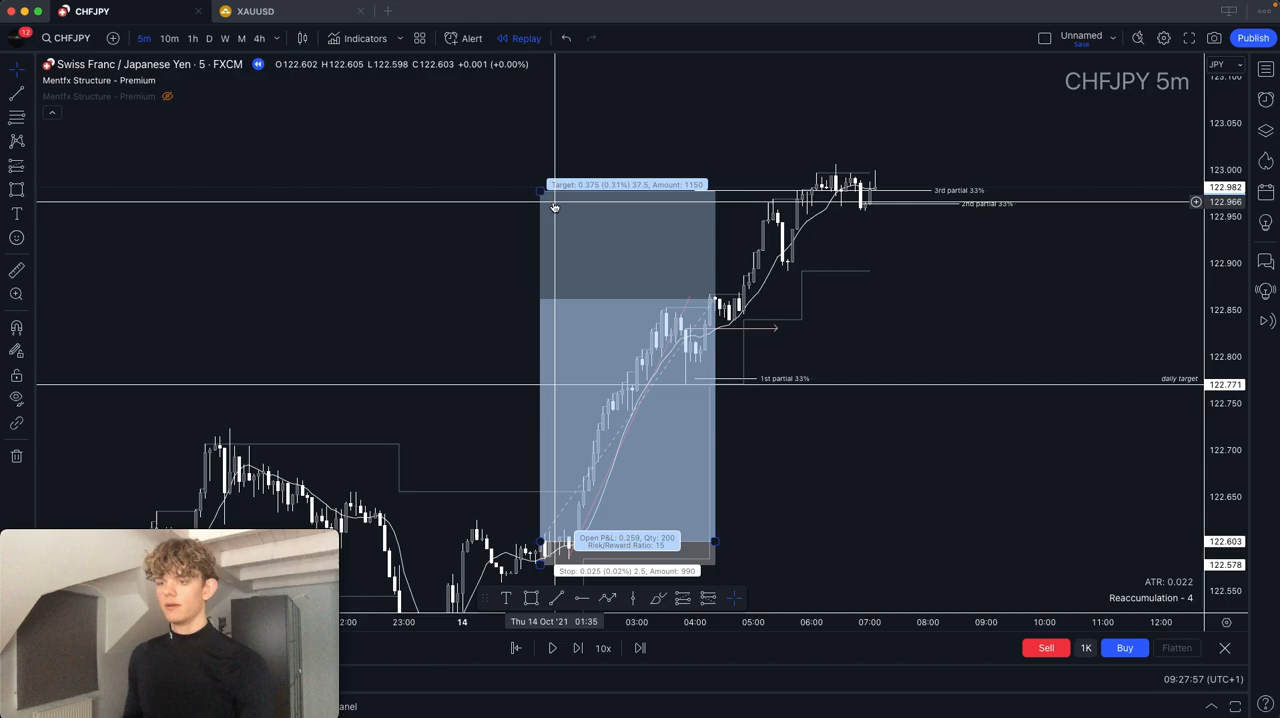 CHFJPY
XAUUSD
12
CHFJPY
5m
10m
1h
D
W
M
4h
Indicators
Alert
Replay
Unnamed
Save
Publish
Swiss Franc / Japanese Yen · 5 · FXCM
O122.602 H122.605 L122.598 C122.603 +0.001 (+0.00%)
JPY
Mentfx Structure - Premium
Mentfx Structure - Premium
CHFJPY 5m
123.100
123.050
123.000
122.982
122.966
122.950
122.900
122.850
122.800
122.771
122.750
122.700
122.650
122.603
122.578
122.550
Target: 0.375 (0.31%) 37.5, Amount: 1150
3rd partial 33%
2nd partial 33%
1st partial 33%
daily target
Open P&L: 0.259, Qty: 200
Risk/Reward Ratio: 15
Stop: 0.025 (0.02%) 2.5, Amount: 990
ATR: 0.022
Reaccumulation - 4
2:00
23:00
14
Thu 14 Oct '21 01:35
03:00
04:00
05:00
06:00
07:00
08:00
09:00
10:00
11:00
12:00
10x
Sell
1K
Buy
Flatten
09:27:57 (UTC+1)
anel